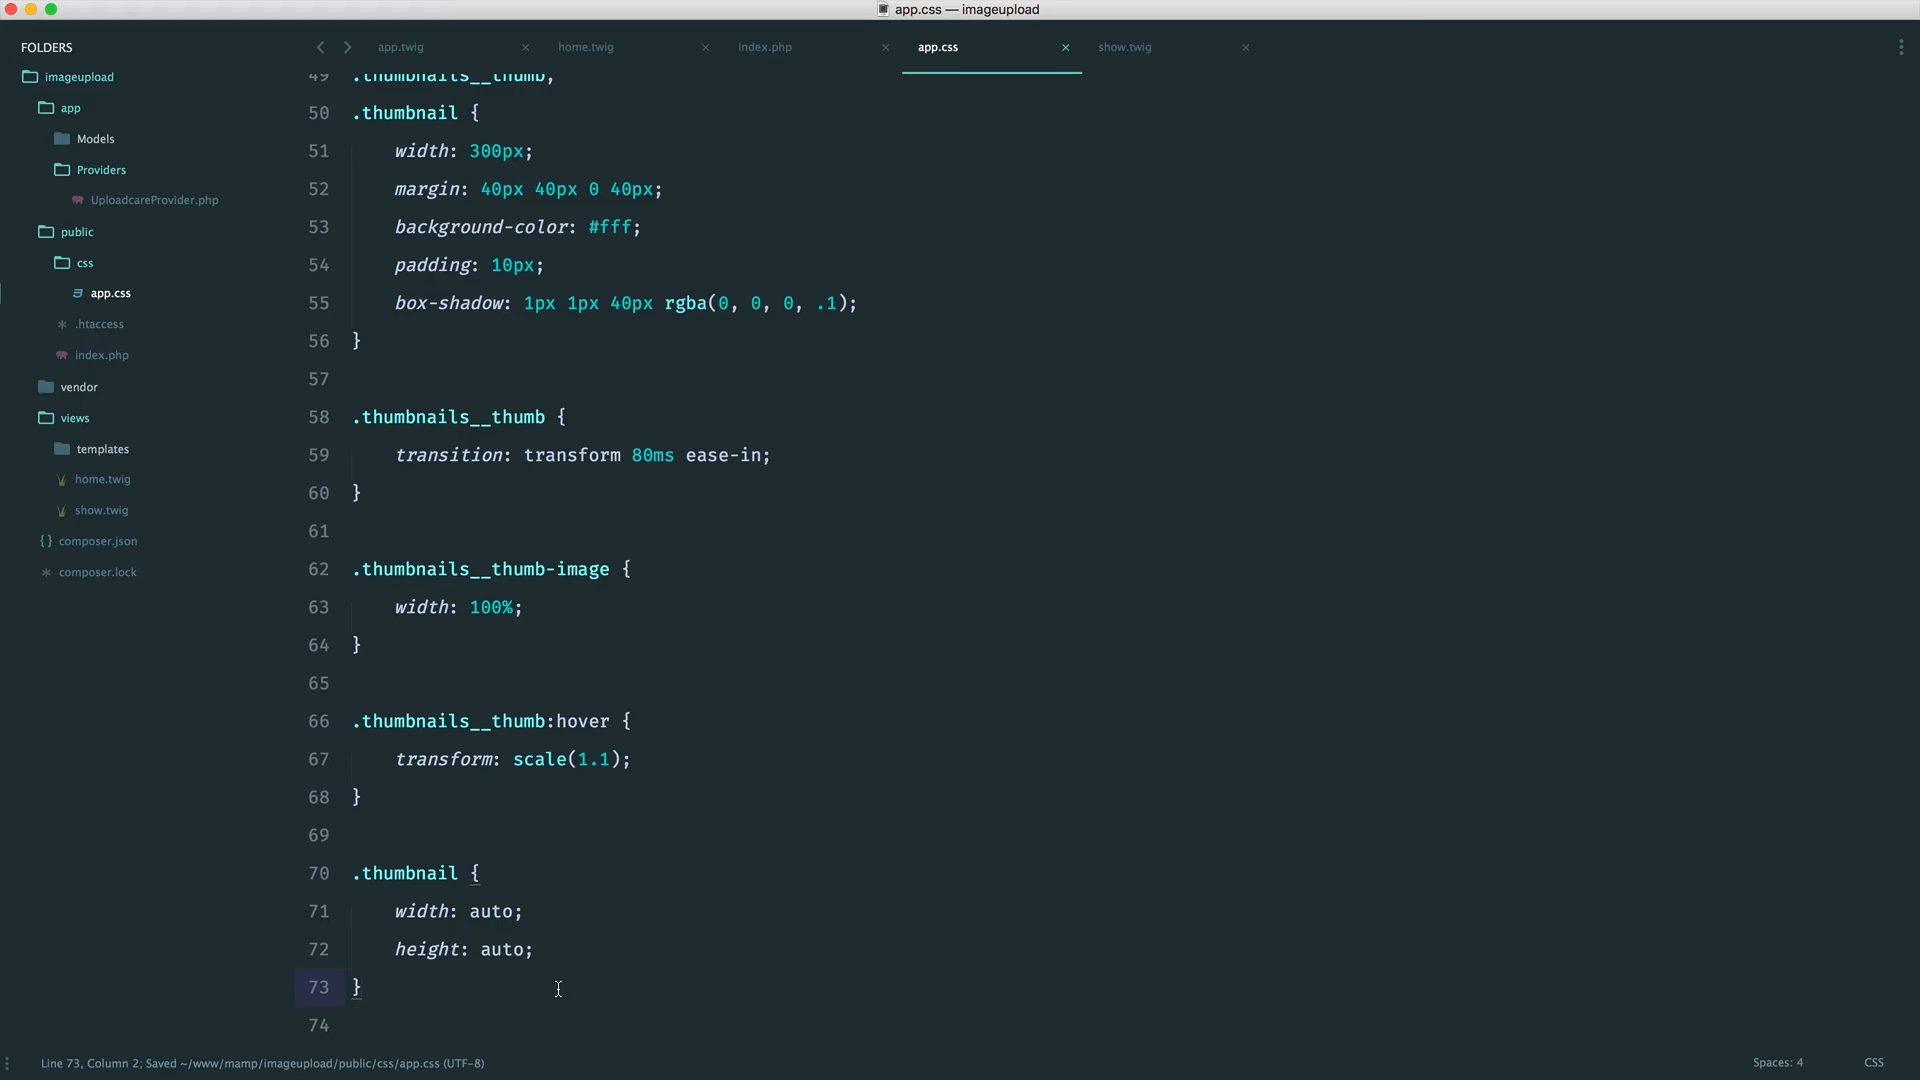 app.css — imageupload
FOLDERS
imageupload
app
Models
Providers
UploadcareProvider.php
public
css
app.css
.htaccess
index.php
vendor
views
templates
home.twig
show.twig
composer.json
composer.lock
app.twig
home.twig
index.php
app.css
show.twig
49 .thumbnails__thumb,
50 .thumbnail {
51 width: 300px;
52 margin: 40px 40px 0 40px;
53 background-color: #fff;
54 padding: 10px;
55 box-shadow: 1px 1px 40px rgba(0, 0, 0, .1);
56 }
57
58 .thumbnails__thumb {
59 transition: transform 80ms ease-in;
60 }
61
62 .thumbnails__thumb-image {
63 width: 100%;
64 }
65
66 .thumbnails__thumb:hover {
67 transform: scale(1.1);
68 }
69
70 .thumbnail {
71 width: auto;
72 height: auto;
73 }
74
Line 73, Column 2; Saved ~/www/mamp/imageupload/public/css/app.css (UTF-8)
Spaces: 4
CSS